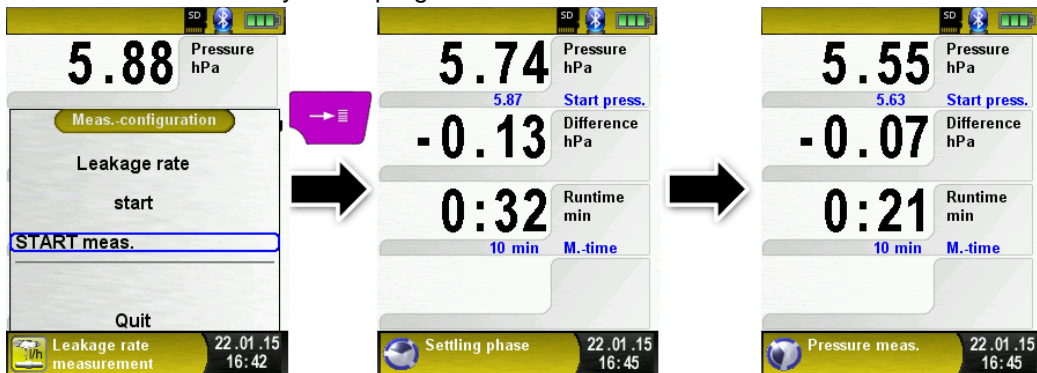 SD
5.88 Pressure
hPa
Meas.-configuration
Leakage rate
start
START meas.
Quit
Leakage rate
measurement
22.01.15
16:42
SD
5.74 Pressure
hPa
5.87 Start press.
-0.13 Difference
hPa
0:32 Runtime
min
10 min M.-time
Settling phase
22.01.15
16:45
SD
5.55 Pressure
hPa
5.63 Start press.
-0.07 Difference
hPa
0:21 Runtime
min
10 min M.-time
Pressure meas.
22.01.15
16:45